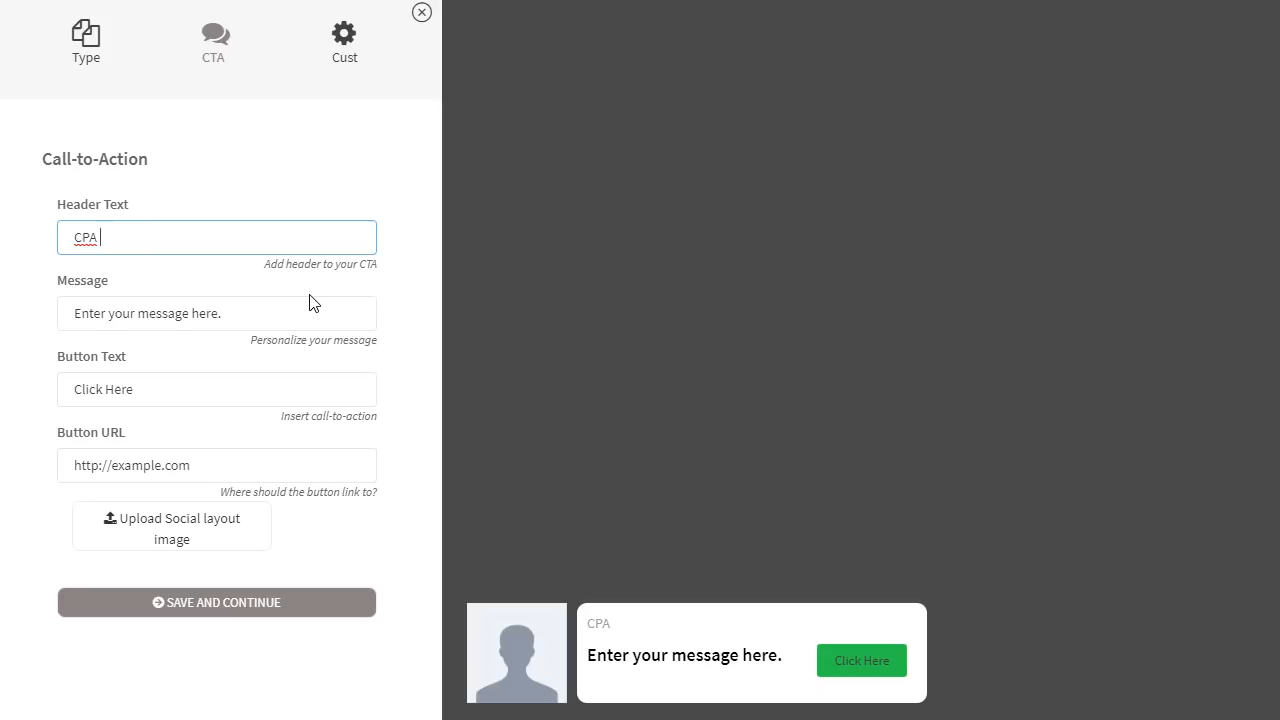 Type
CTA
Cust
Call-to-Action
Header Text
CPA
Add header to your CTA
Message
Enter your message here.
Personalize your message
Button Text
Click Here
Insert call-to-action
Button URL
http://example.com
Where should the button link to?
Upload Social layout
image
SAVE AND CONTINUE
CPA
Enter your message here.
Click Here